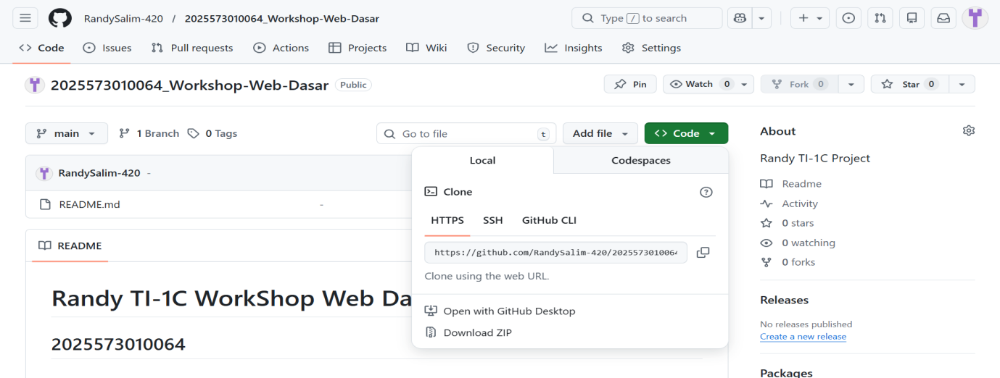 RandySalim-420 / 2025573010064_Workshop-Web-Dasar
Type / to search
Code Issues Pull requests Actions Projects Wiki Security Insights Settings
2025573010064_Workshop-Web-Dasar Public
Pin Watch 0 Fork 0 Star 0
main 1 Branch 0 Tags
Go to file t Add file <> Code
Local Codespaces
Clone
HTTPS SSH GitHub CLI
https://github.com/RandySalim-420/2025573010064
Clone using the web URL.
Open with GitHub Desktop
Download ZIP
RandySalim-420 -
README.md -
README
Randy TI-1C WorkShop Web Da
2025573010064
About
Randy TI-1C Project
Readme
Activity
0 stars
0 watching
0 forks
Releases
No releases published
Create a new release
Packages